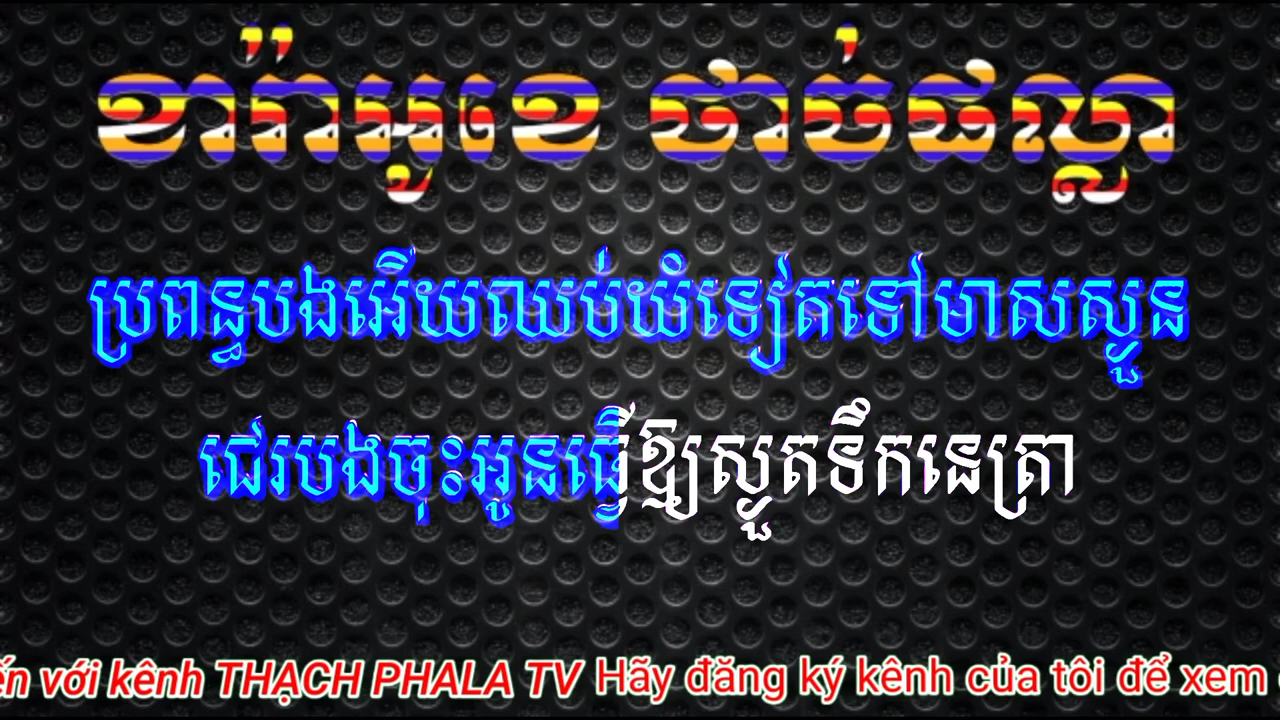 ខារ៉ាអូខេ ថាច់ផល្លា
ប្រពន្ធបងអើយឈប់យំទៀតទៅមាសស្ងួន
ជេរបងចុះអូនធ្វើឱ្យស្ងួតទឹកនេត្រា
ến với kênh THẠCH PHALA TV Hãy đăng ký kênh của tôi để xem